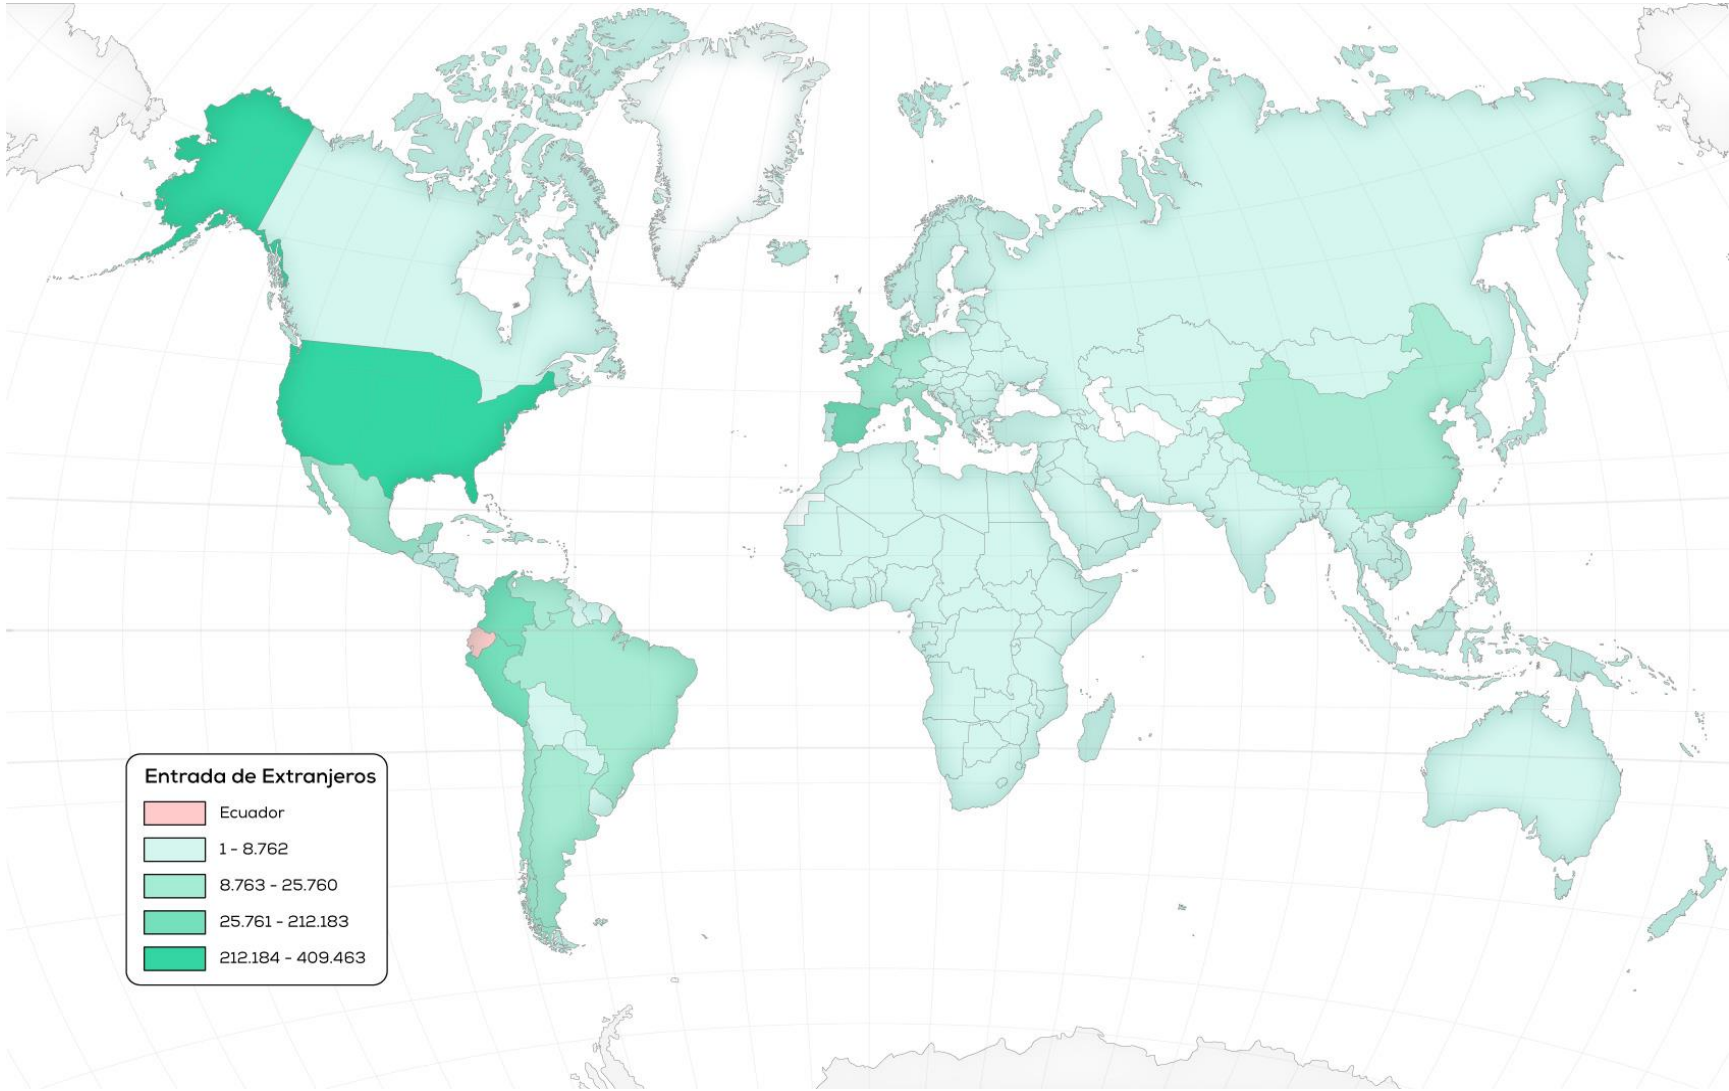 Entrada de Extranjeros
Ecuador
1 - 8.762
8.763 - 25.760
25.761 - 212.183
212.184 - 409.463